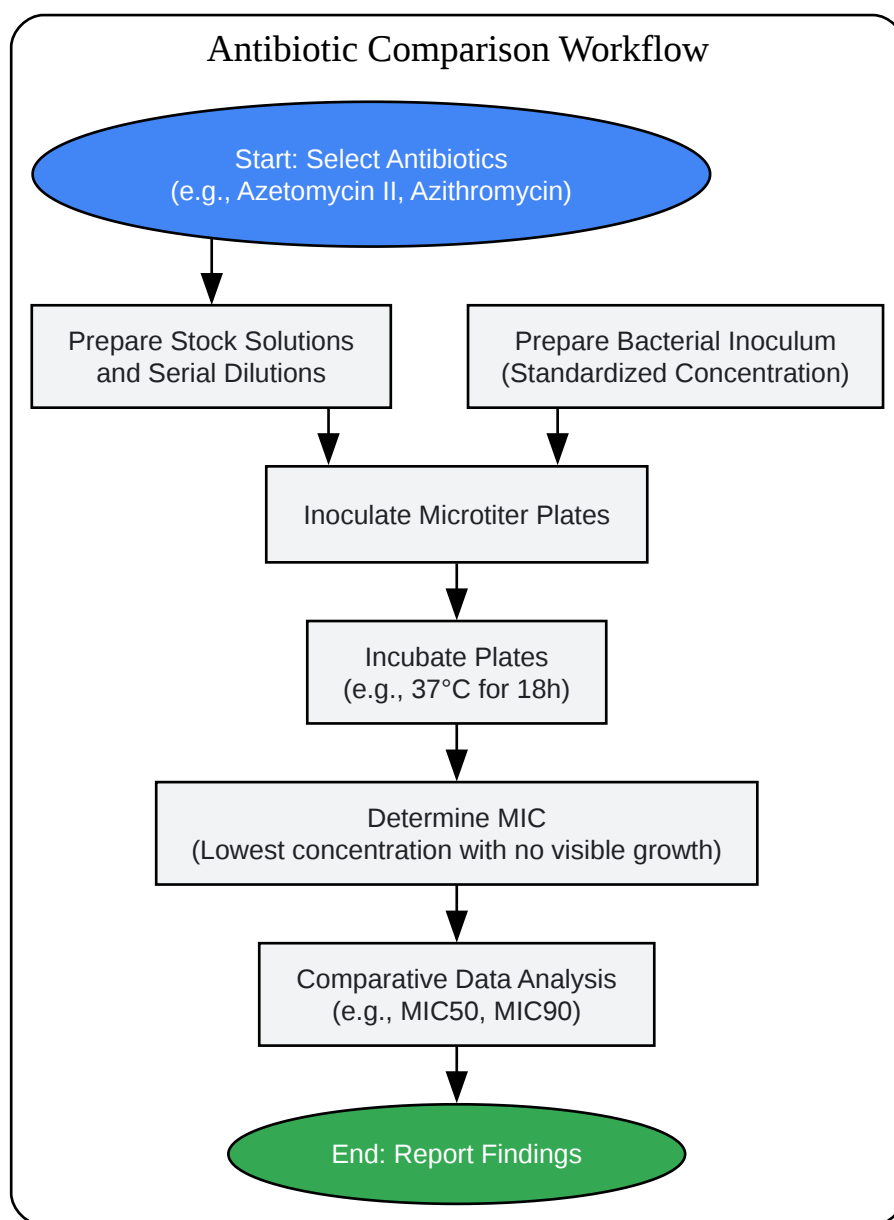 Antibiotic Comparison Workflow
Start: Select Antibiotics
(e.g., Azetomycin II, Azithromycin)
Prepare Stock Solutions
and Serial Dilutions
Prepare Bacterial Inoculum
(Standardized Concentration)
Inoculate Microtiter Plates
Incubate Plates
(e.g., 37°C for 18h)
Determine MIC
(Lowest concentration with no visible growth)
Comparative Data Analysis
(e.g., MIC50, MIC90)
End: Report Findings